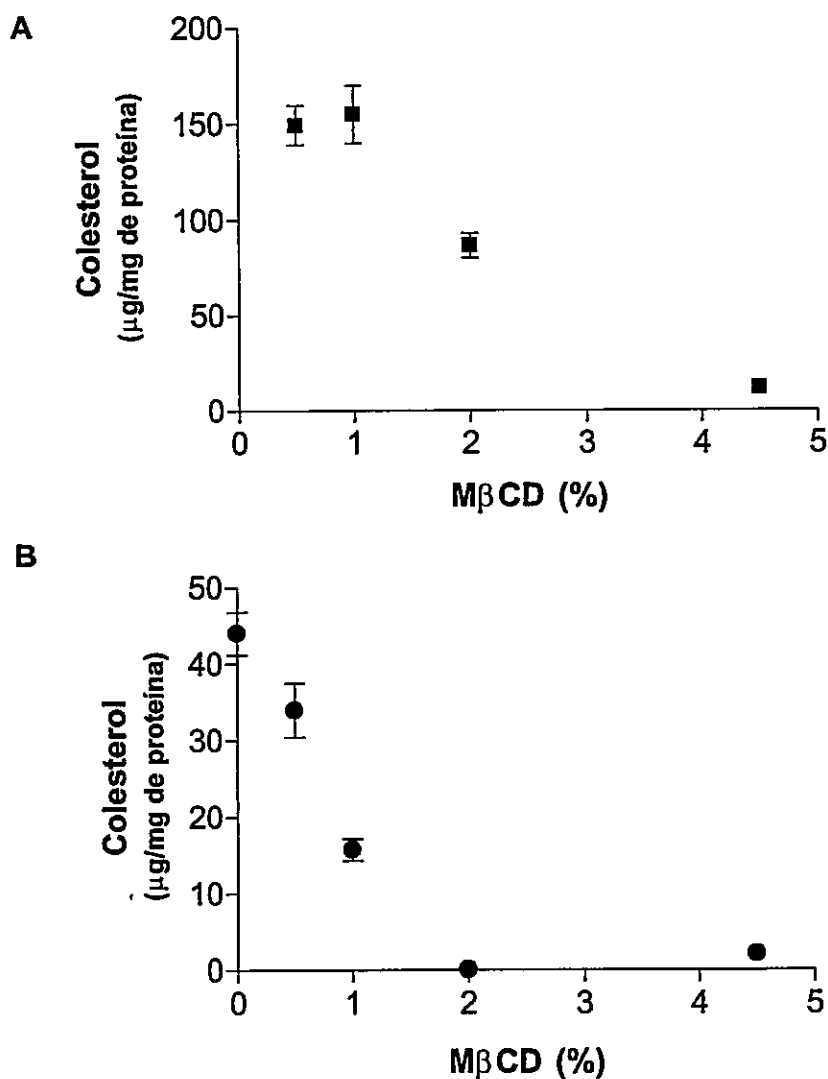 A
Colesterol
(μg/mg de proteína)
200
150
100
50
0
0 1 2 3 4 5
MβCD (%)
B
Colesterol
(μg/mg de proteína)
50
40
30
20
10
0
0 1 2 3 4 5
MβCD (%)